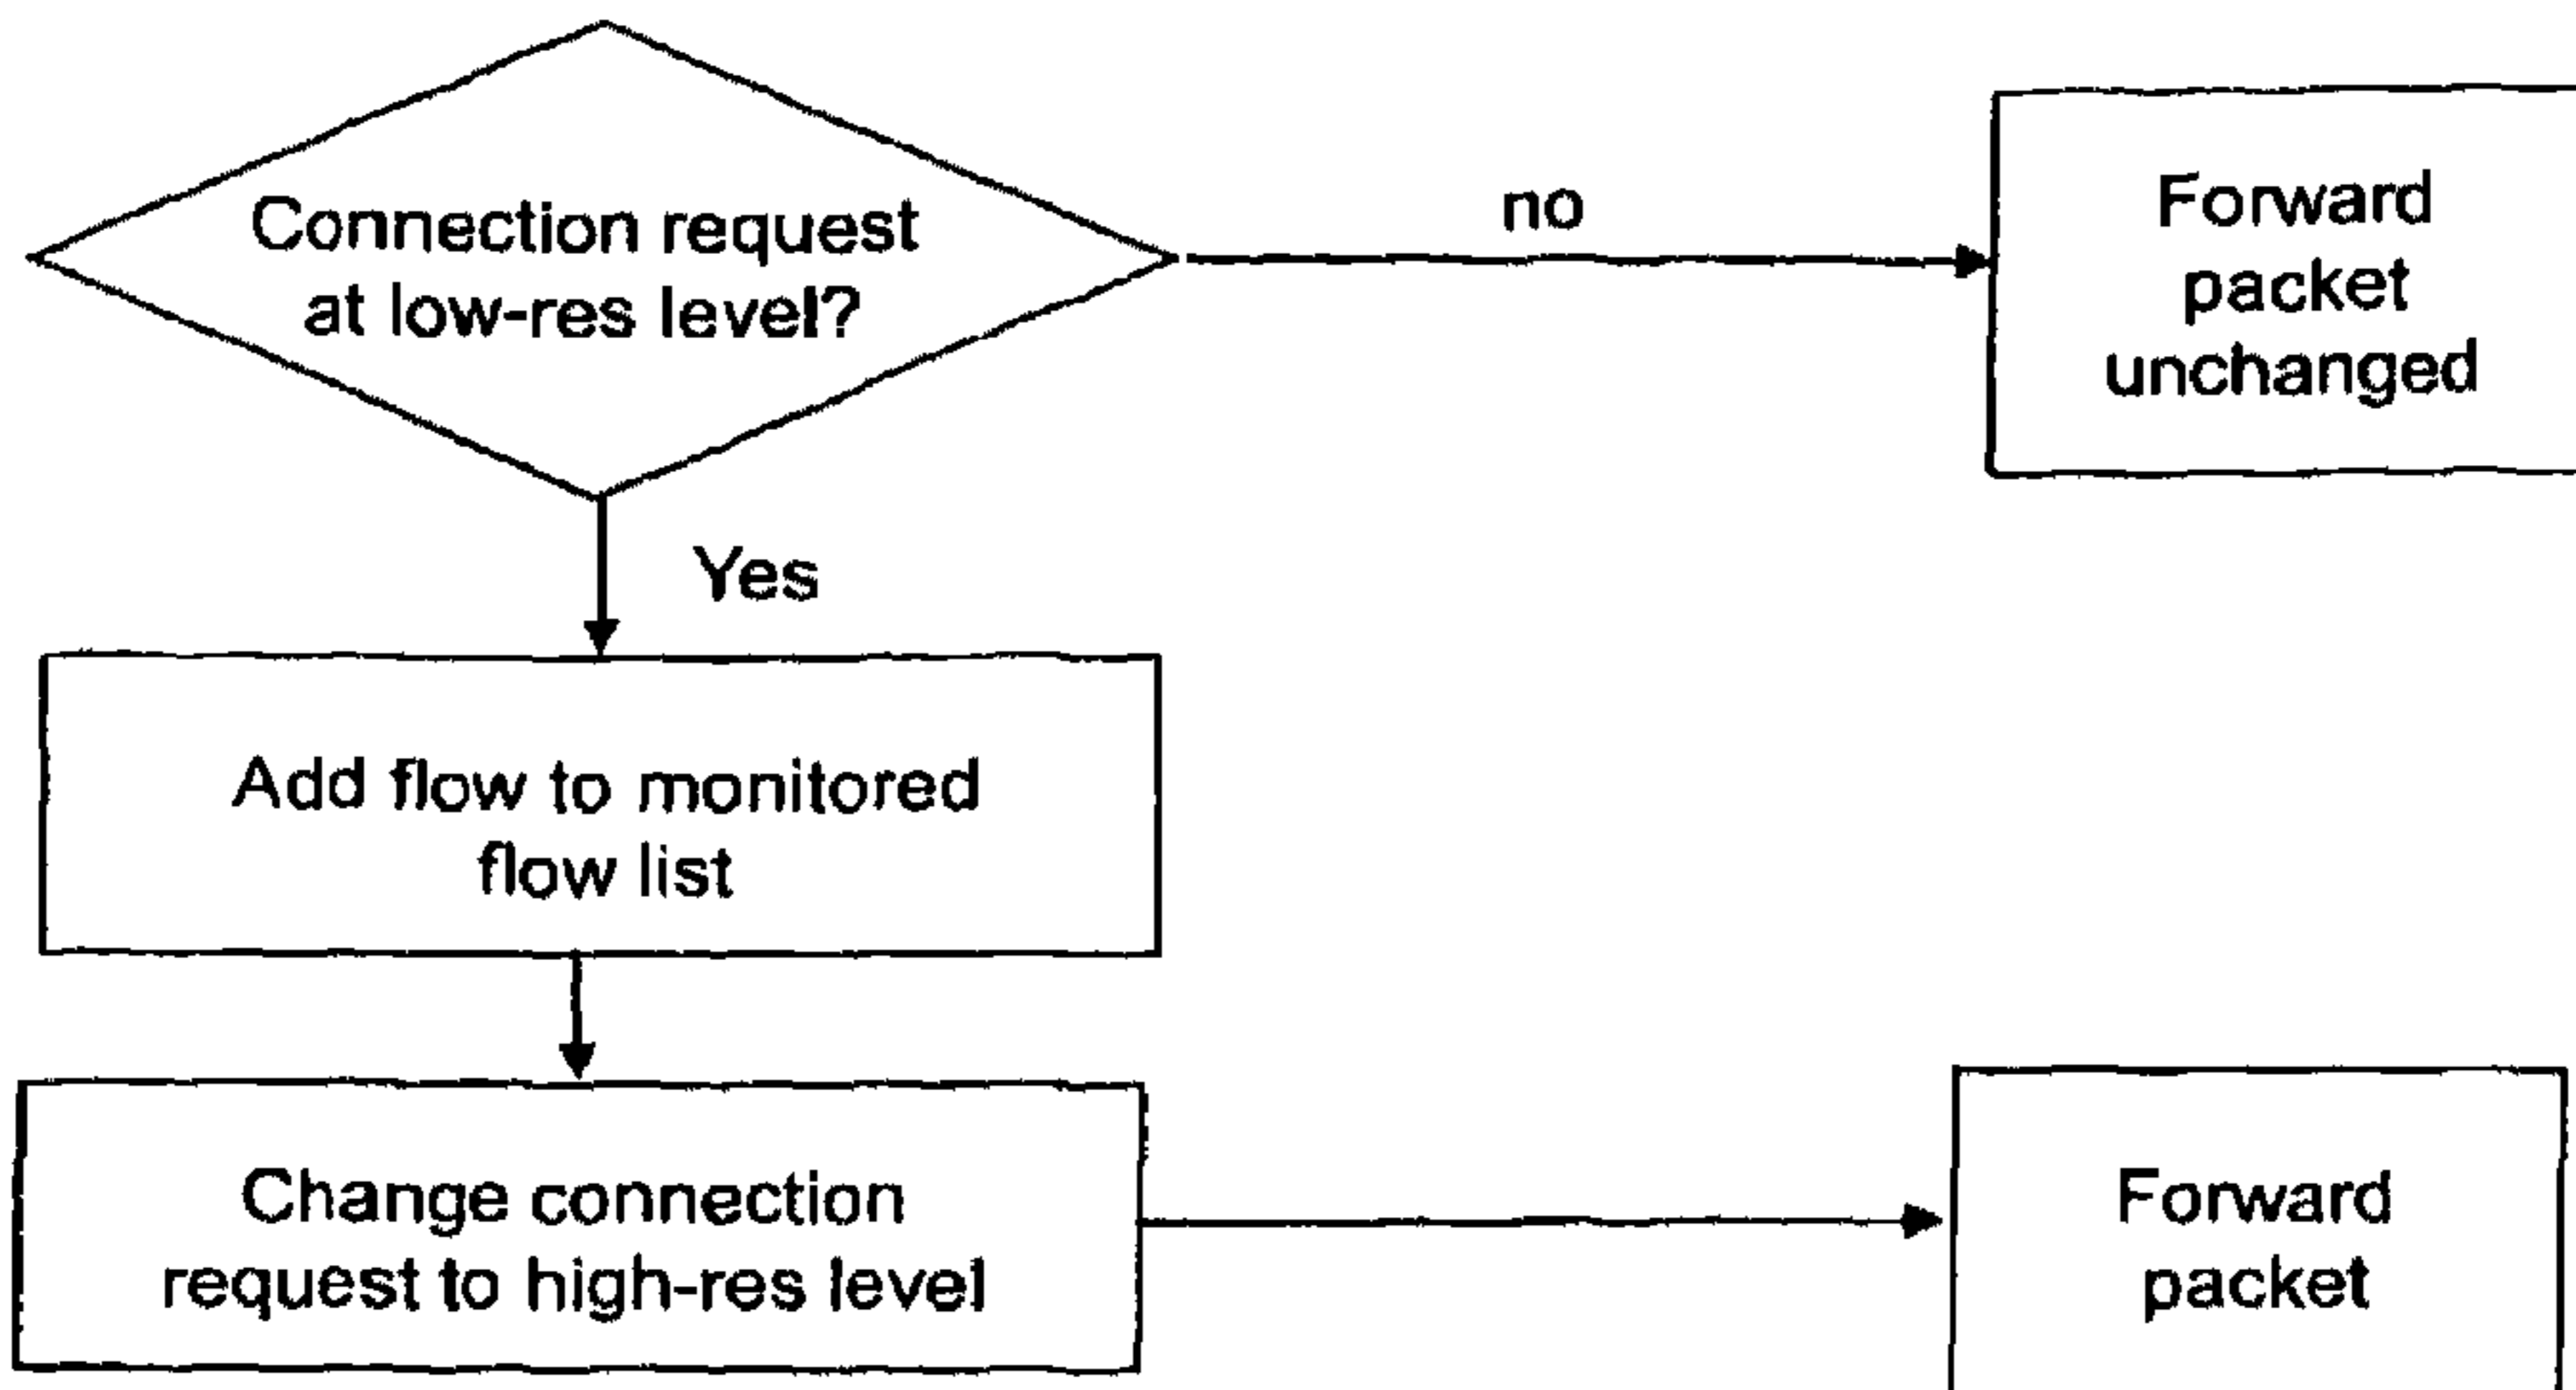 Connection request
at low-res level?
no
Forward
packet
unchanged
Yes
Add flow to monitored
flow list
Change connection
request to high-res level
Forward
packet